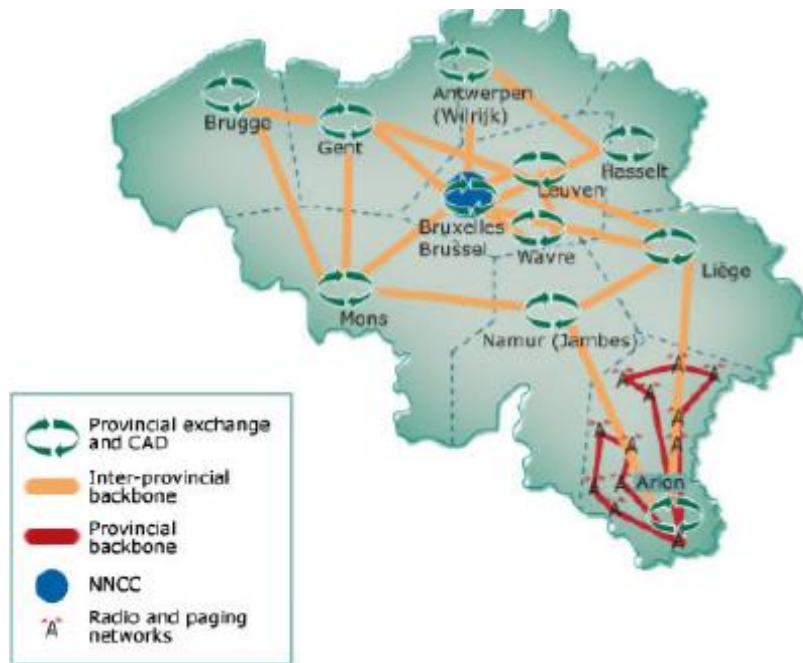 Antwerpen
(Wilrijk)
Brugge
Gent
Hasselt
Leuven
Bruxelles
Brussel
Wavre
Liège
Mons
Namur (Jambes)
Arlon
Provincial exchange
and CAD
Inter-provincial
backbone
Provincial
backbone
NNCC
Radio and paging
networks